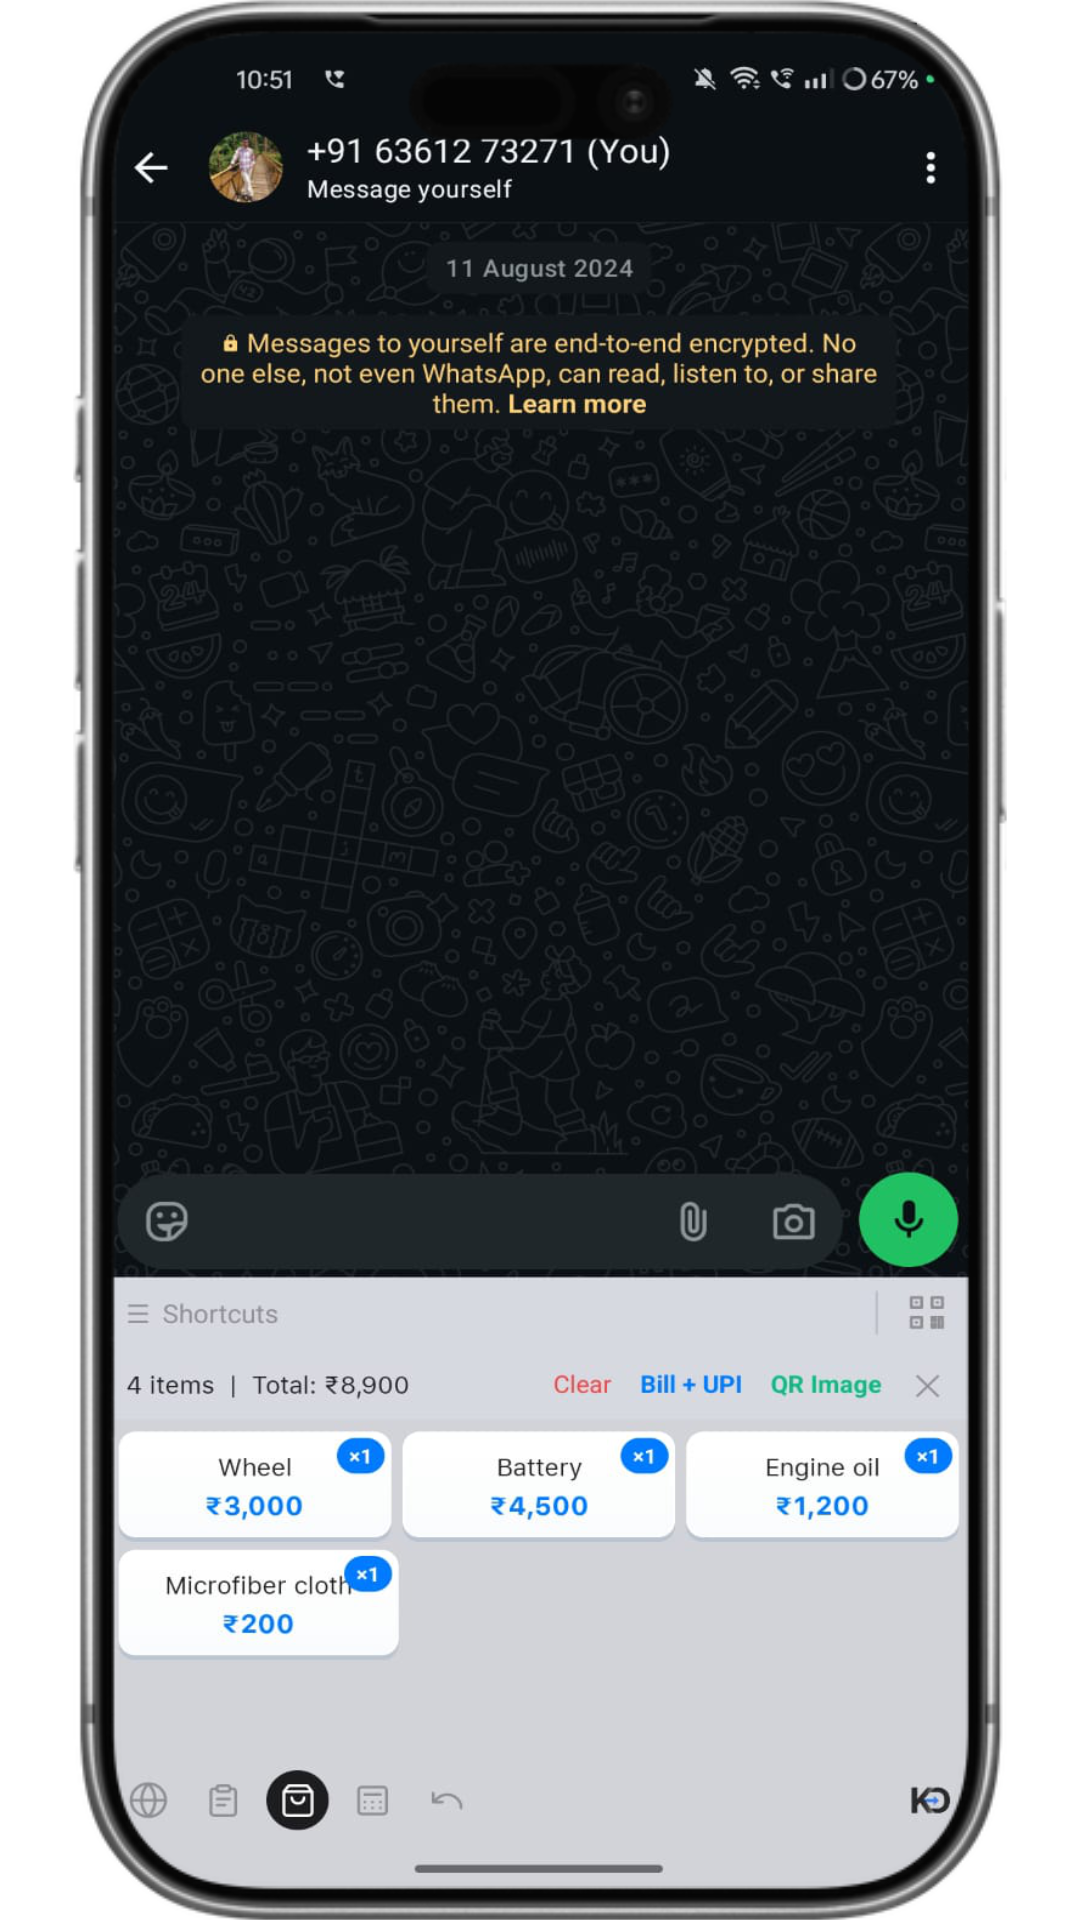 10:51
67%
+91 63612 73271 (You)
Message yourself
11 August 2024
Messages to yourself are end-to-end encrypted. No
one else, not even WhatsApp, can read, listen to, or share
them. Learn more
Shortcuts
4 items | Total: ₹8,900
Clear
Bill + UPI
QR Image
Wheel
×1
₹3,000
Battery
×1
₹4,500
Engine oil
×1
₹1,200
Microfiber cloth
×1
₹200